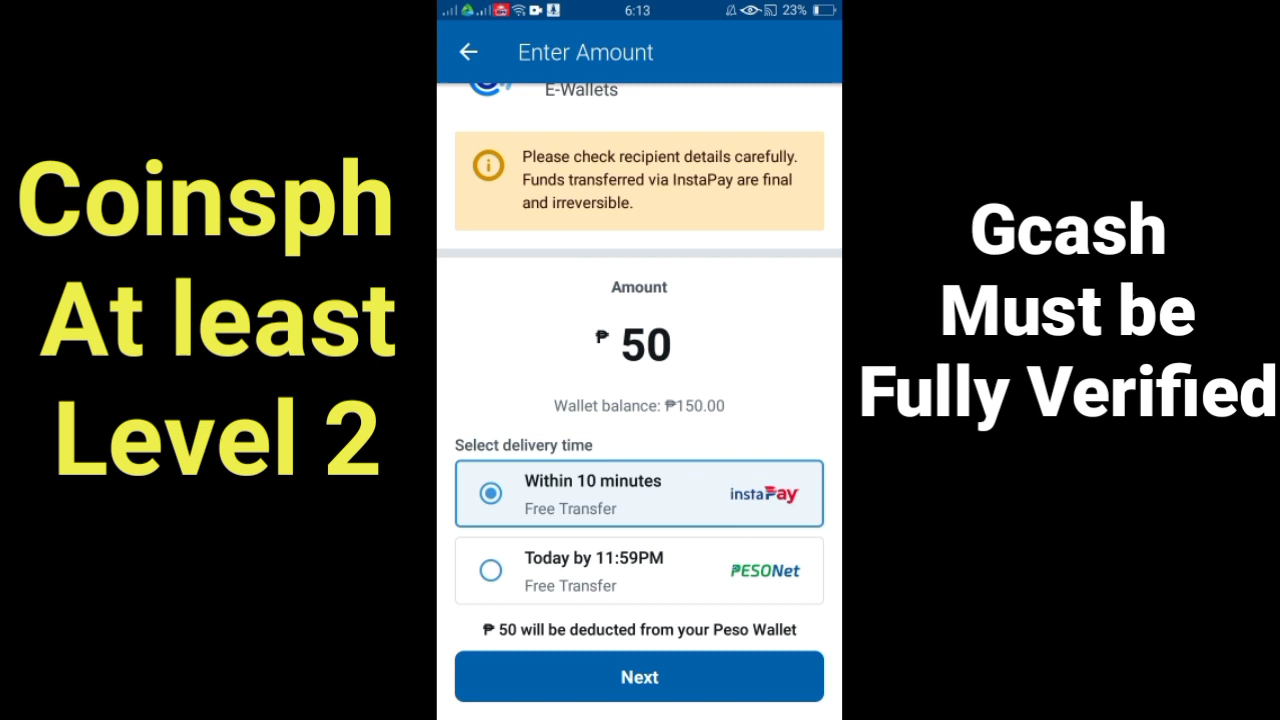 Coinsph
At least
Level 2
6:13
23%
Enter Amount
E-Wallets
Please check recipient details carefully.
Funds transferred via InstaPay are final
and irreversible.
Amount
₱ 50
Wallet balance: ₱150.00
Select delivery time
Within 10 minutes
Free Transfer
instaPay
Today by 11:59PM
Free Transfer
PESONet
₱ 50 will be deducted from your Peso Wallet
Next
Gcash
Must be
Fully Verified